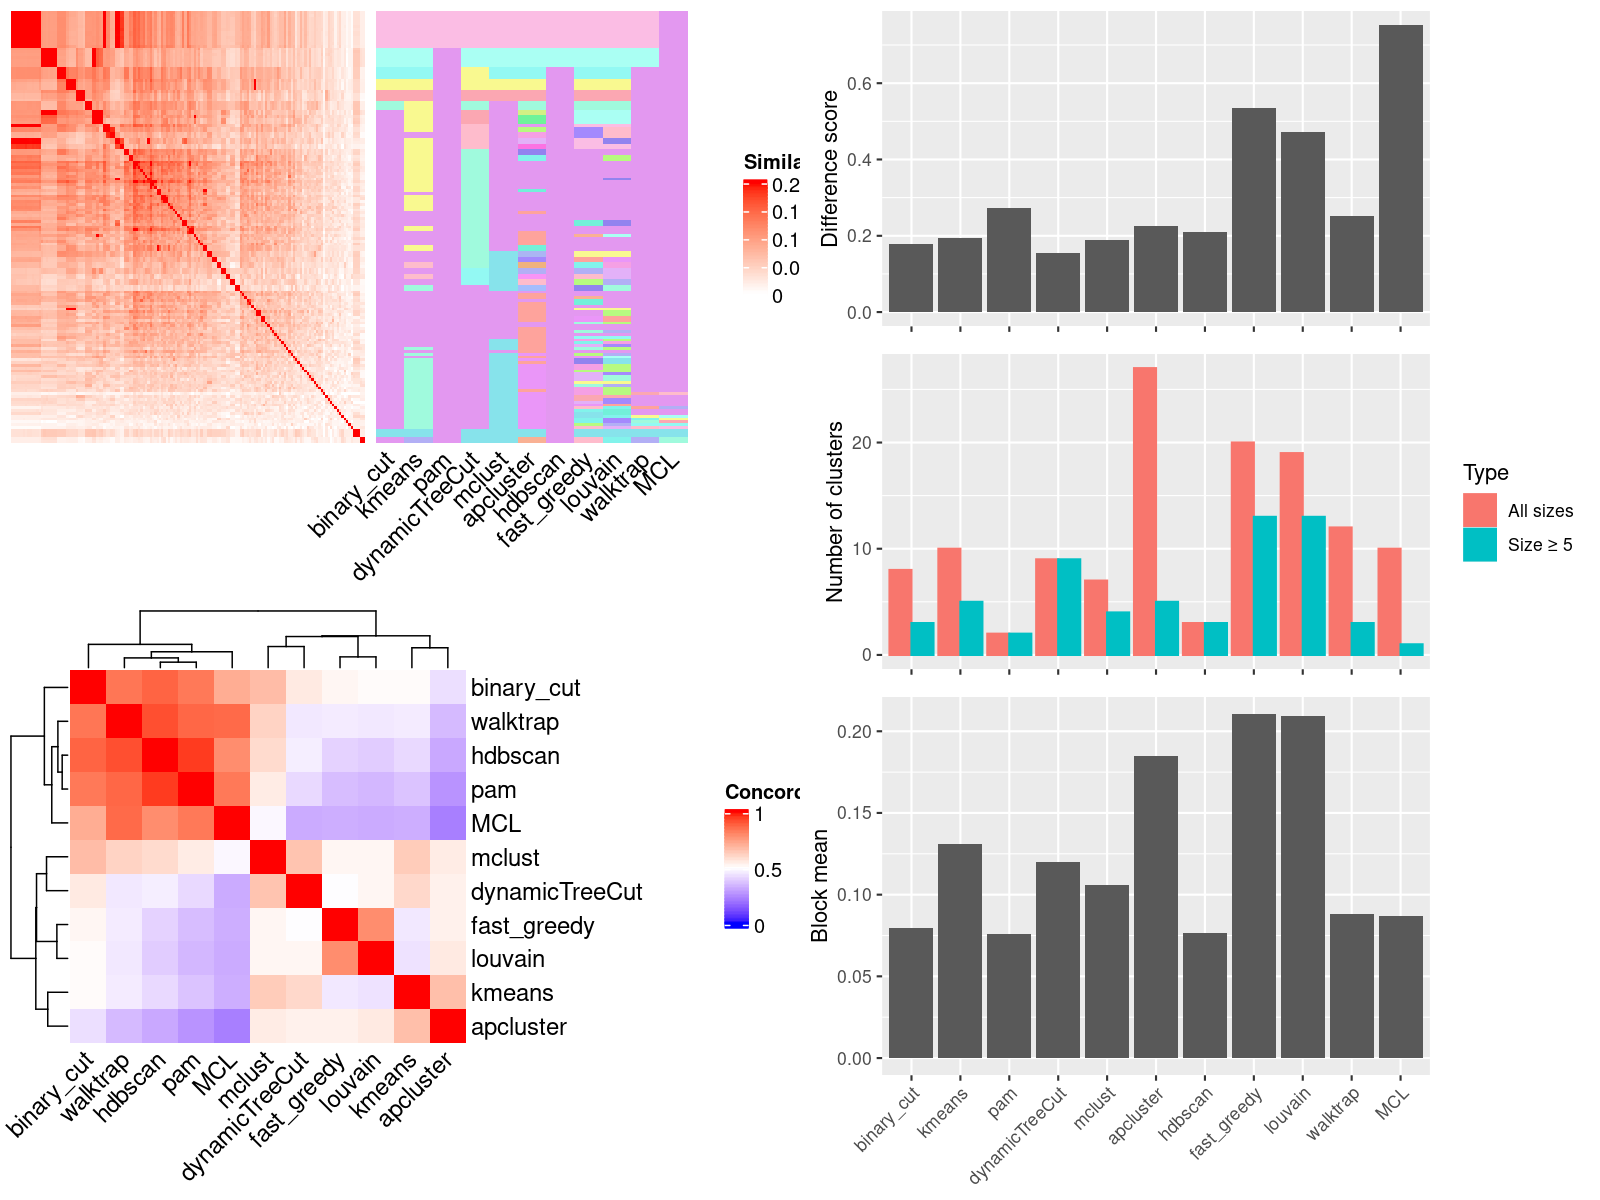 Simila
0.2
0.1
0.1
0.0
0
binary_cut
kmeans
pam
dynamicTreeCut
mclust
apcluster
hdbscan
fast_greedy
louvain
walktrap
MCL
binary_cut
walktrap
hdbscan
pam
MCL
mclust
dynamicTreeCut
fast_greedy
louvain
kmeans
apcluster
binary_cut
walktrap
hdbscan
pam
MCL
mclust
dynamicTreeCut
fast_greedy
louvain
kmeans
apcluster
Concord
1
0.5
0
Difference score
0.6
0.4
0.2
0.0
Number of clusters
20
10
0
Type
All sizes
Size ≥ 5
Block mean
0.20
0.15
0.10
0.05
0.00
binary_cut
kmeans
pam
dynamicTreeCut
mclust
apcluster
hdbscan
fast_greedy
louvain
walktrap
MCL